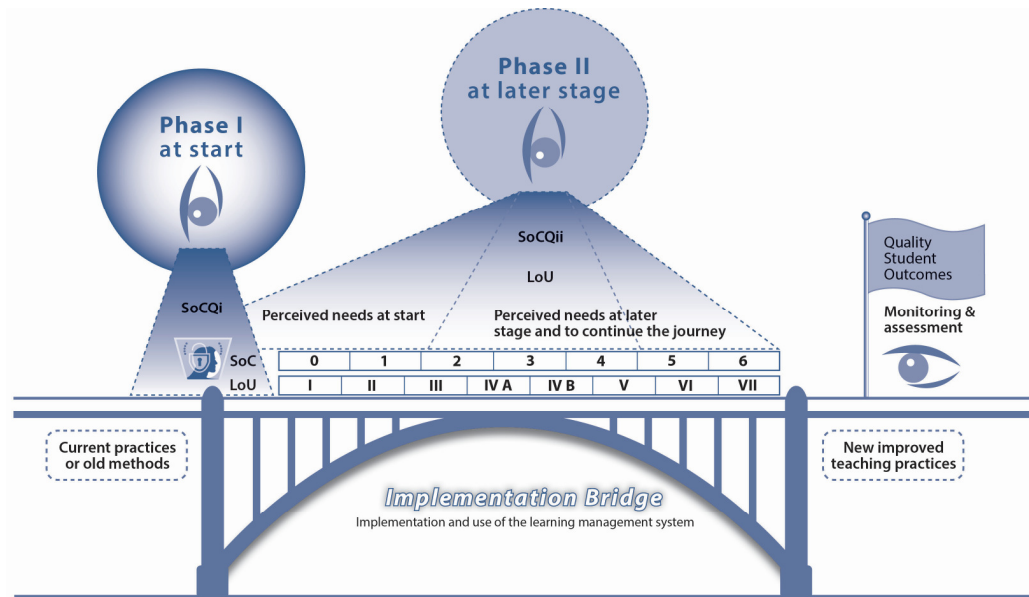 Phase I
at start
Phase II
at later stage
SoCQi
SoCQii
LoU
Perceived needs at start
Perceived needs at later
stage and to continue the journey
SoC 0 1 2 3 4 5 6
LoU I II III IV A IV B V VI VII
Quality
Student
Outcomes
Monitoring &
assessment
Current practices
or old methods
New improved
teaching practices
Implementation Bridge
Implementation and use of the learning management system